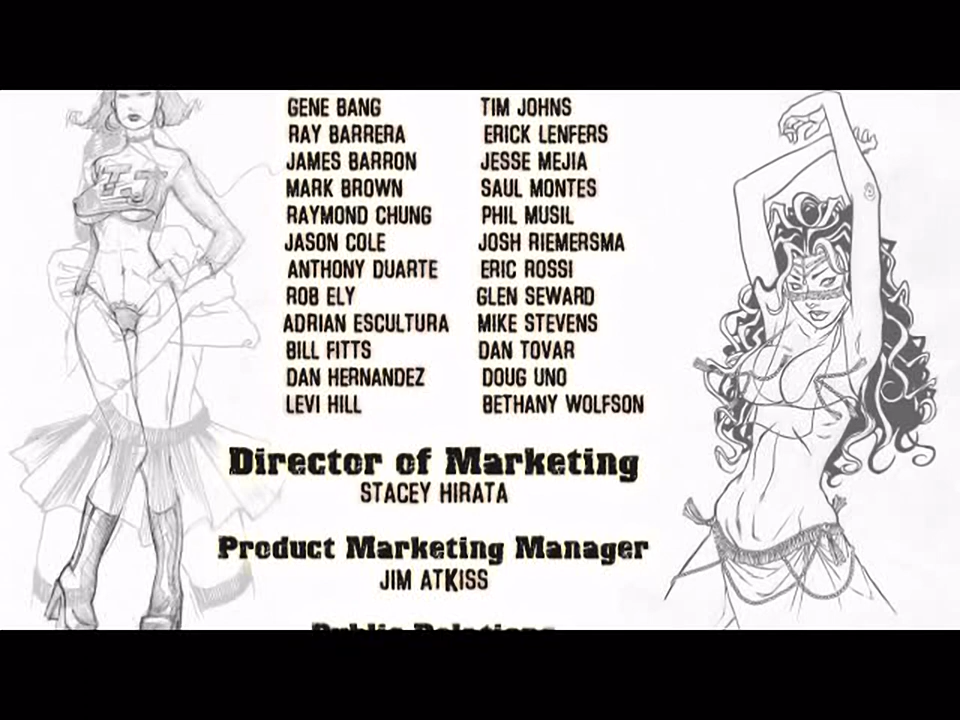 GENE BANG TIM JOHNS
RAY BARRERA ERICK LENFERS
JAMES BARRON JESSE MEJIA
MARK BROWN SAUL MONTES
RAYMOND CHUNG PHIL MUSIL
JASON COLE JOSH RIEMERSMA
ANTHONY DUARTE ERIC ROSSI
ROB ELY GLEN SEWARD
ADRIAN ESCULTURA MIKE STEVENS
BILL FITTS DAN TOVAR
DAN HERNANDEZ DOUG UNO
LEVI HILL BETHANY WOLFSON
Director of Marketing
STACEY HIRATA
Product Marketing Manager
JIM ATKISS
Public Relations